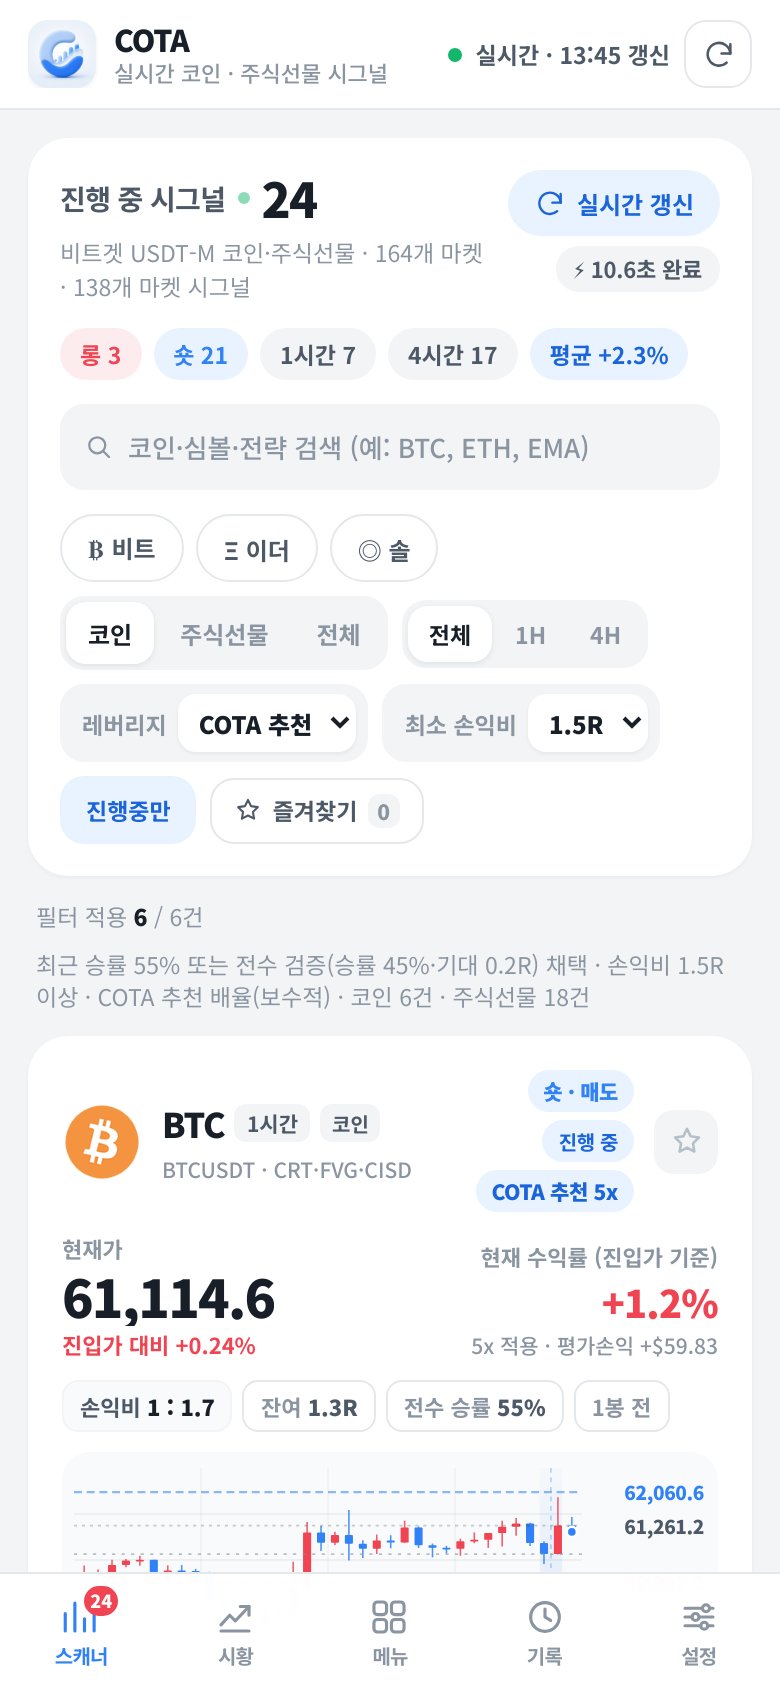 COTA
실시간 코인 · 주식선물 시그널
실시간 · 13:45 갱신
진행 중 시그널 24
실시간 갱신
비트겟 USDT-M 코인·주식선물 · 164개 마켓
· 138개 마켓 시그널
⚡ 10.6초 완료
롱 3 숏 21 1시간 7 4시간 17 평균 +2.3%
코인·심볼·전략 검색 (예: BTC, ETH, EMA)
₿ 비트 Ξ 이더 ◎ 솔
코인 주식선물 전체 전체 1H 4H
레버리지 COTA 추천 최소 손익비 1.5R
진행중만 ☆ 즐겨찾기 0
필터 적용 6 / 6건
최근 승률 55% 또는 전수 검증(승률 45%·기대 0.2R) 채택 · 손익비 1.5R
이상 · COTA 추천 배율(보수적) · 코인 6건 · 주식선물 18건
BTC 1시간 코인
BTCUSDT · CRT·FVG·CISD
숏 · 매도
진행 중
COTA 추천 5x
현재가
61,114.6
진입가 대비 +0.24%
현재 수익률 (진입가 기준)
+1.2%
5x 적용 · 평가손익 +$59.83
손익비 1 : 1.7 잔여 1.3R 전수 승률 55% 1봉 전
62,060.6
61,261.2
24
스캐너 시황 메뉴 기록 설정